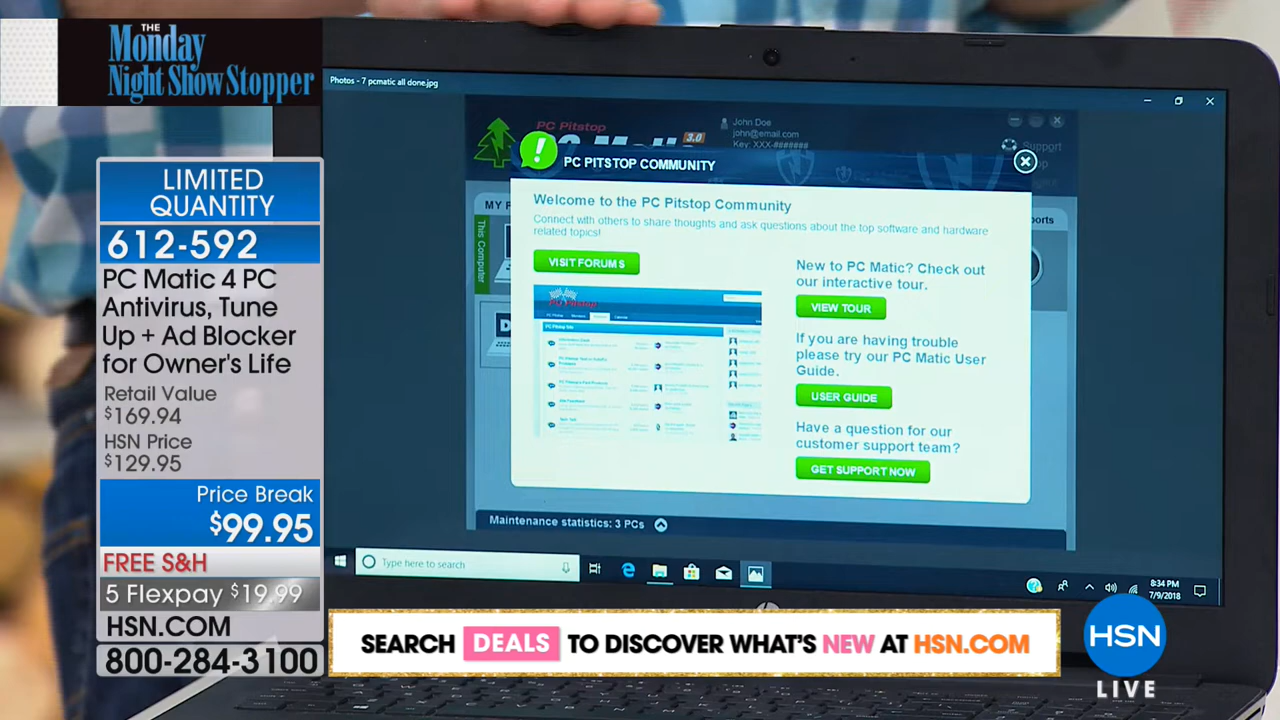 THE
Monday
Night Show Stopper
LIMITED
QUANTITY
612-592
PC Matic 4 PC
Antivirus, Tune
Up + Ad Blocker
for Owner's Life
Retail Value
$169.94
HSN Price
$129.95
Price Break
$99.95
FREE S&H
5 Flexpay $19.99
HSN.COM
800-284-3100
Photos - 7 pcmatic all done.jpg
PC Pitstop
3.0
John Doe
john@email.com
Key: XXX-#######
Support
PC PITSTOP COMMUNITY
MY P
ports
This Computer
Welcome to the PC Pitstop Community
Connect with others to share thoughts and ask questions about the top software and hardware
related topics!
VISIT FORUMS
PC Pitstop
New to PC Matic? Check out
our interactive tour.
VIEW TOUR
If you are having trouble
please try our PC Matic User
Guide.
USER GUIDE
Have a question for our
customer support team?
GET SUPPORT NOW
Maintenance statistics: 3 PCs
Type here to search
8:34 PM
7/9/2018
SEARCH DEALS TO DISCOVER WHAT'S NEW AT HSN.COM
HSN
LIVE